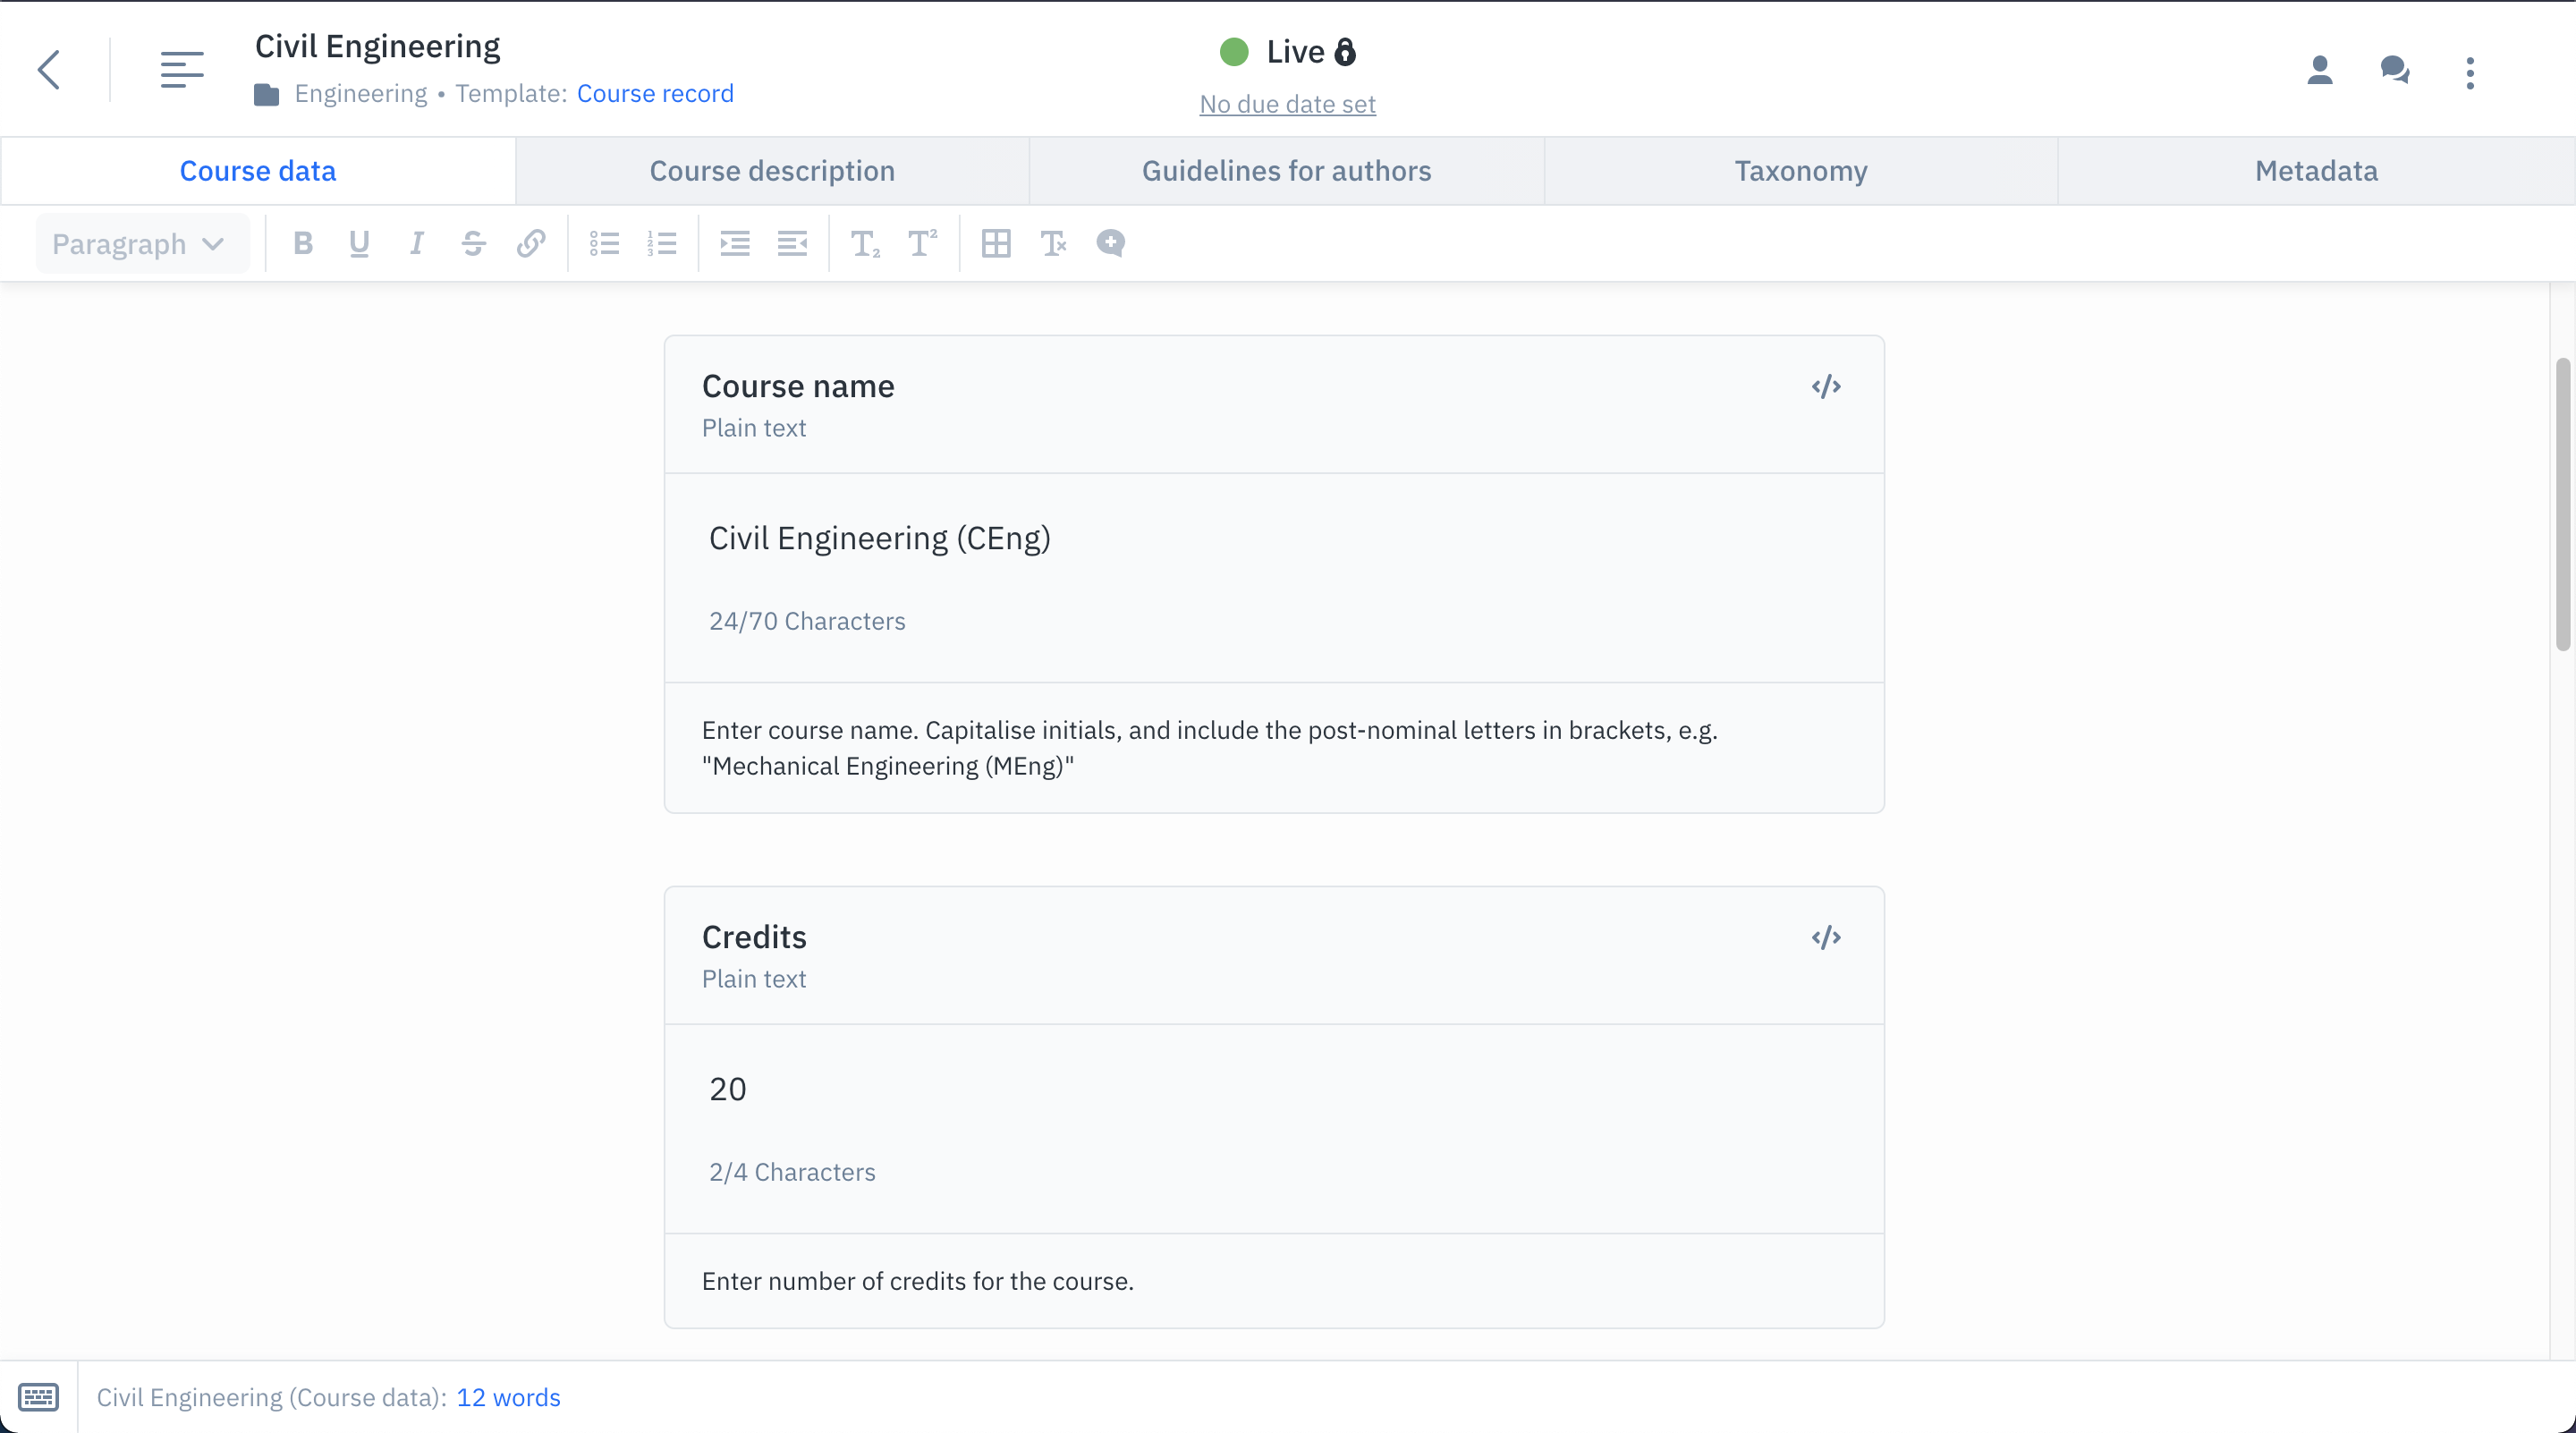 Civil Engineering
Engineering • Template: Course record
Live
No due date set
Course data
Course description
Guidelines for authors
Taxonomy
Metadata
Paragraph
Course name
Plain text
Civil Engineering (CEng)
24/70 Characters
Enter course name. Capitalise initials, and include the post-nominal letters in brackets, e.g.
"Mechanical Engineering (MEng)"
Credits
Plain text
20
2/4 Characters
Enter number of credits for the course.
Civil Engineering (Course data): 12 words